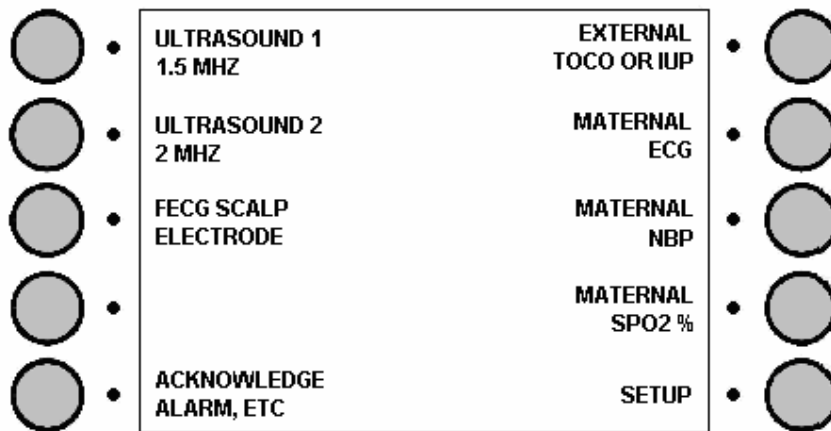 ULTRASOUND 1
1.5 MHZ
EXTERNAL
TOCO OR IUP
ULTRASOUND 2
2 MHZ
MATERNAL
ECG
FECG SCALP
ELECTRODE
MATERNAL
NBP
MATERNAL
SPO2 %
ACKNOWLEDGE
ALARM, ETC
SETUP